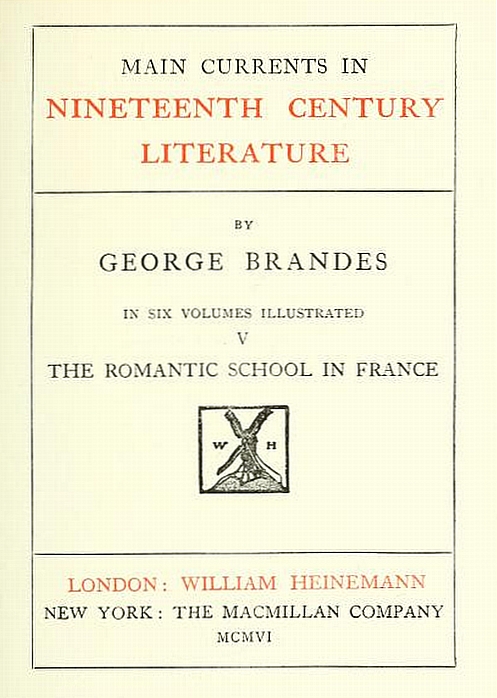 MAIN CURRENTS IN
NINETEENTH CENTURY
LITERATURE
BY
GEORGE BRANDES
IN SIX VOLUMES ILLUSTRATED
V
THE ROMANTIC SCHOOL IN FRANCE
W H
LONDON: WILLIAM HEINEMANN
NEW YORK: THE MACMILLAN COMPANY
MCMVI